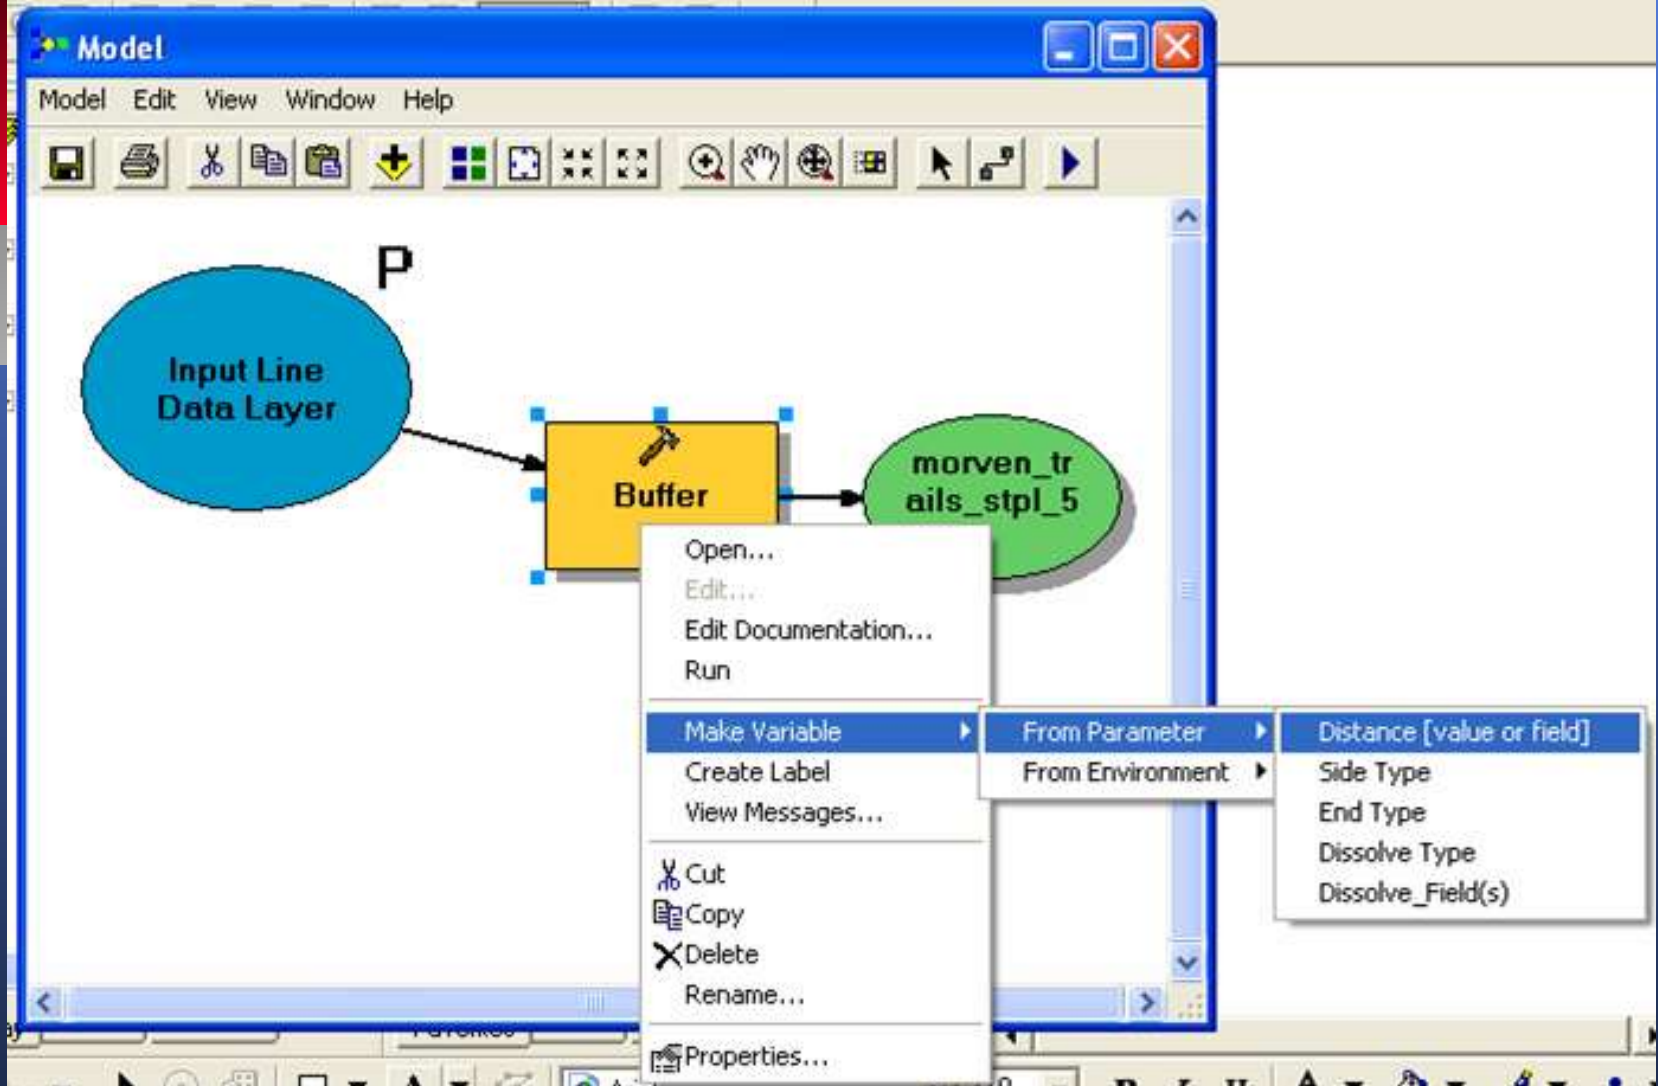 Model
Model Edit View Window Help
P
Input Line
Data Layer
Buffer
morven_tr
ails_stpl_5
Open...
Edit...
Edit Documentation...
Run
Make Variable
From Parameter
Distance [value or field]
Create Label
From Environment
Side Type
View Messages...
End Type
Dissolve Type
Cut
Dissolve_Field(s)
Copy
Delete
Rename...
Properties...